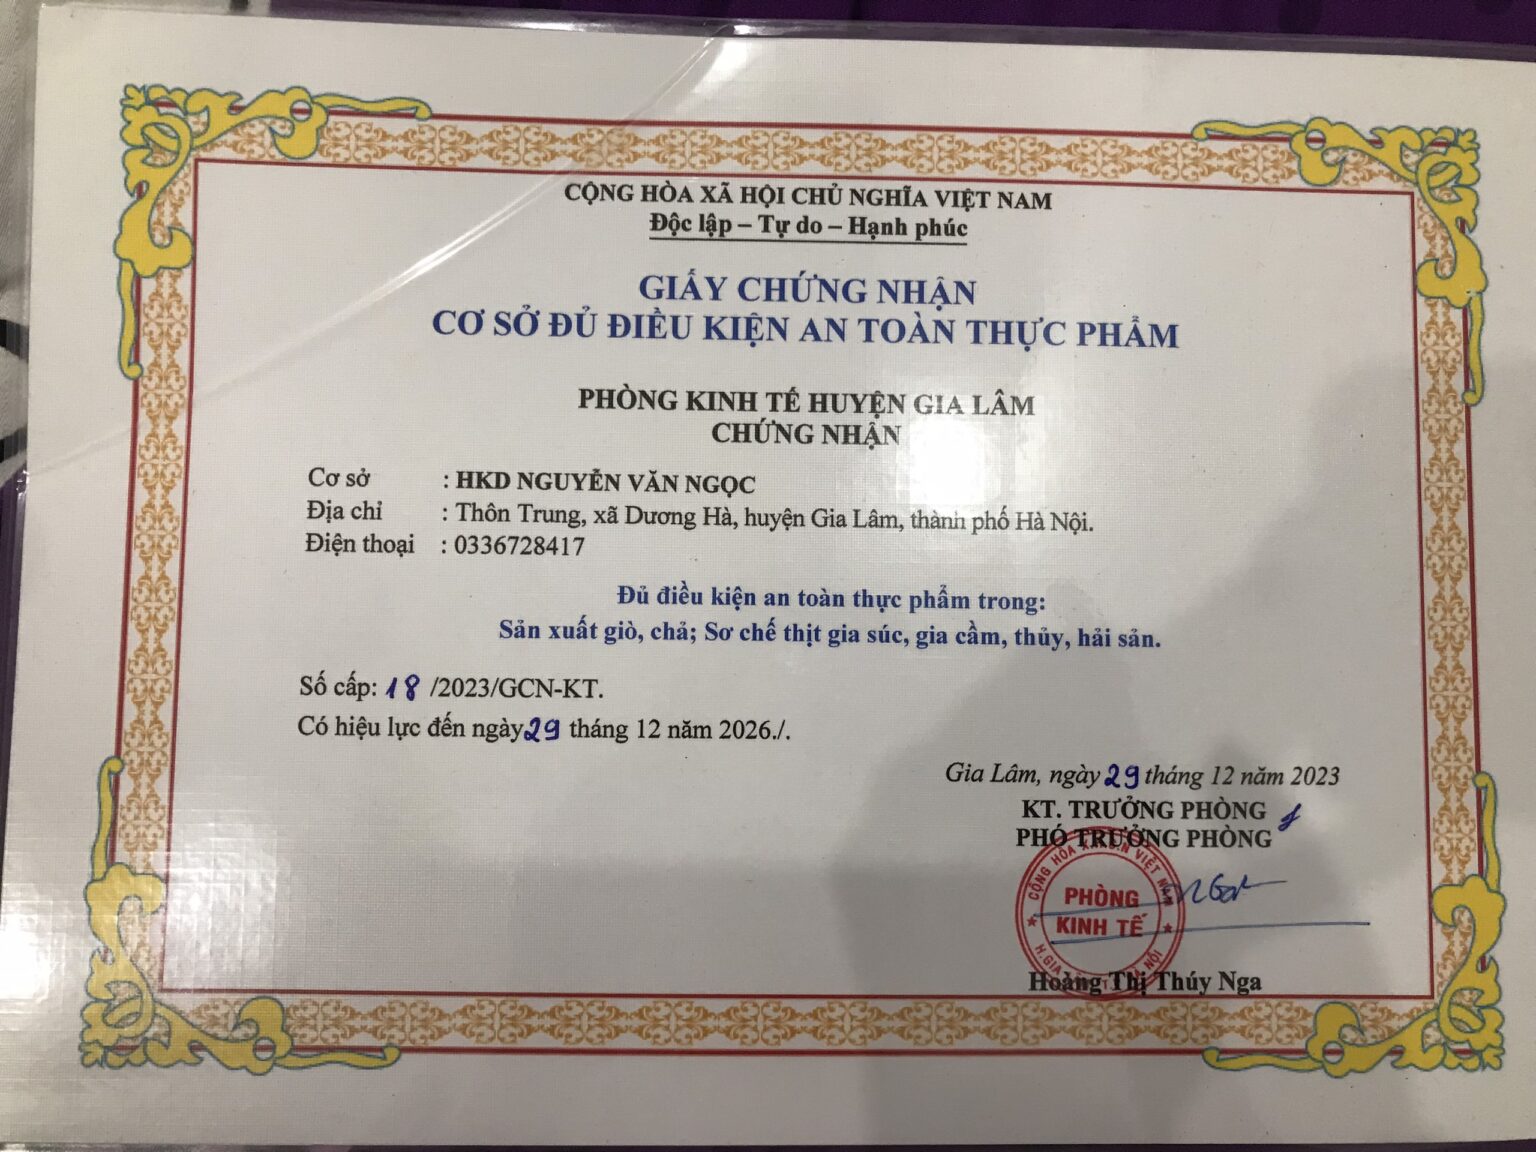 CỘNG HÒA XÃ HỘI CHỦ NGHĨA VIỆT NAM
Độc lập – Tự do – Hạnh phúc
GIẤY CHỨNG NHẬN
CƠ SỞ ĐỦ ĐIỀU KIỆN AN TOÀN THỰC PHẨM
PHÒNG KINH TẾ HUYỆN GIA LÂM
CHỨNG NHẬN
Cơ sở : HKD NGUYỄN VĂN NGỌC
Địa chỉ : Thôn Trung, xã Dương Hà, huyện Gia Lâm, thành phố Hà Nội.
Điện thoại : 0336728417
Đủ điều kiện an toàn thực phẩm trong:
Sản xuất giò, chả; Sơ chế thịt gia súc, gia cầm, thủy, hải sản.
Số cấp: 18 /2023/GCN-KT.
Có hiệu lực đến ngày 29 tháng 12 năm 2026./.
Gia Lâm, ngày 29 tháng 12 năm 2023
KT. TRƯỞNG PHÒNG
PHÓ TRƯỞNG PHÒNG
CỘNG HÒA X.H.C.N VIỆT NAM
PHÒNG
KINH TẾ
Hoàng Thị Thúy Nga